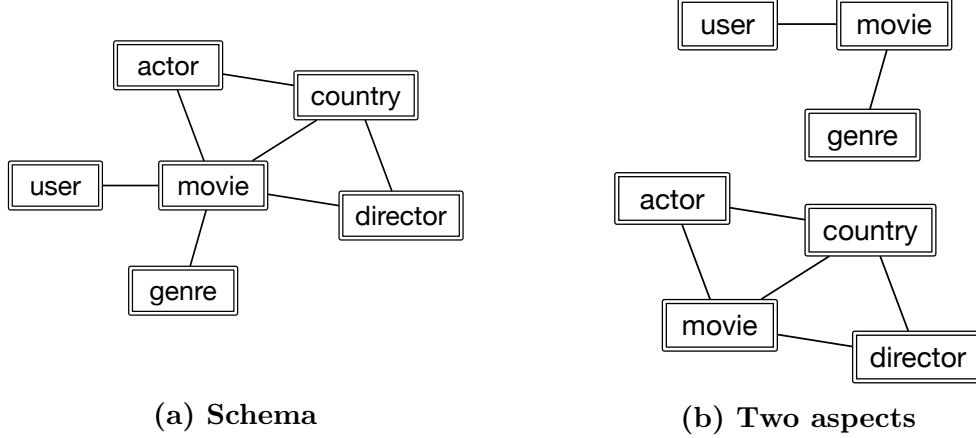 actor
country
user
movie
director
genre
(a) Schema
user
movie
genre
actor
country
movie
director
(b) Two aspects